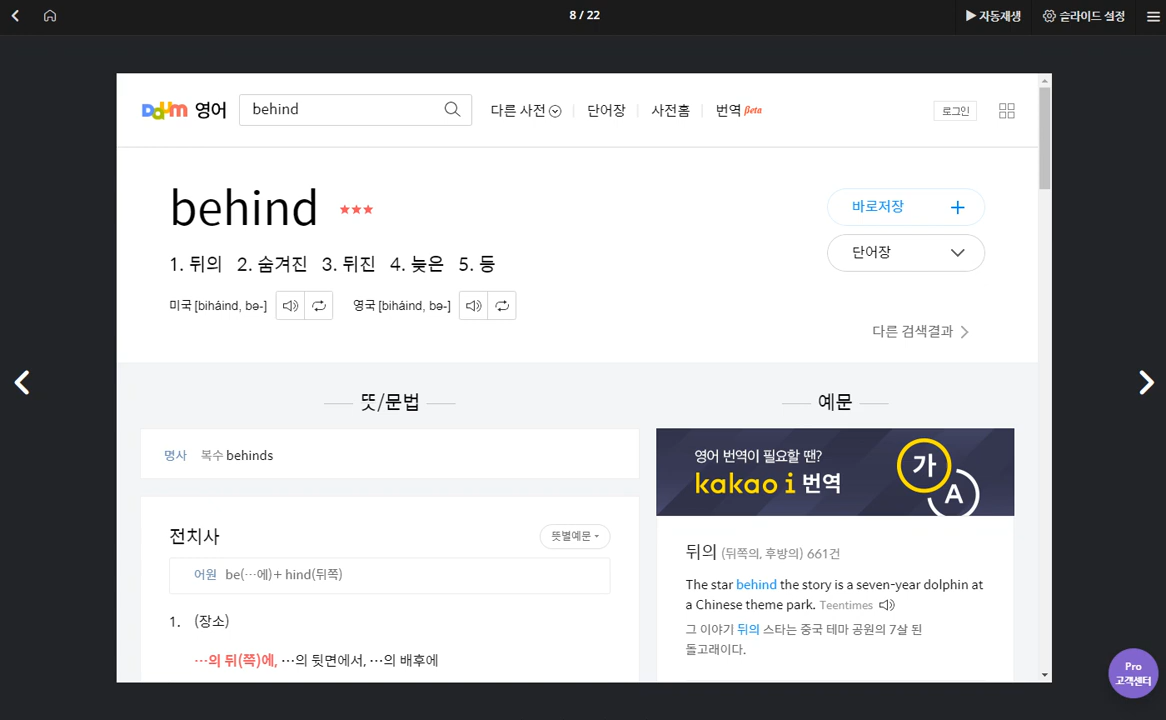 8 / 22
자동재생
슬라이드 설정
Daum 영어
behind
다른 사전
단어장
사전홈
번역 Beta
로그인
behind ★★★
1. 뒤의 2. 숨겨진 3. 뒤진 4. 늦은 5. 등
미국 [biháind, bə-]
영국 [biháind, bə-]
바로저장 +
단어장
다른 검색결과
뜻/문법
명사 복수 behinds
전치사
뜻별예문
어원 be(…에)+ hind(뒤쪽)
1. (장소)
…의 뒤(쪽)에, …의 뒷면에서, …의 배후에
예문
영어 번역이 필요할 땐?
kakao i 번역
가
A
뒤의 (뒤쪽의, 후방의) 661건
The star behind the story is a seven-year dolphin at
a Chinese theme park. Teentimes
그 이야기 뒤의 스타는 중국 테마 공원의 7살 된
돌고래이다.
Pro
고객센터